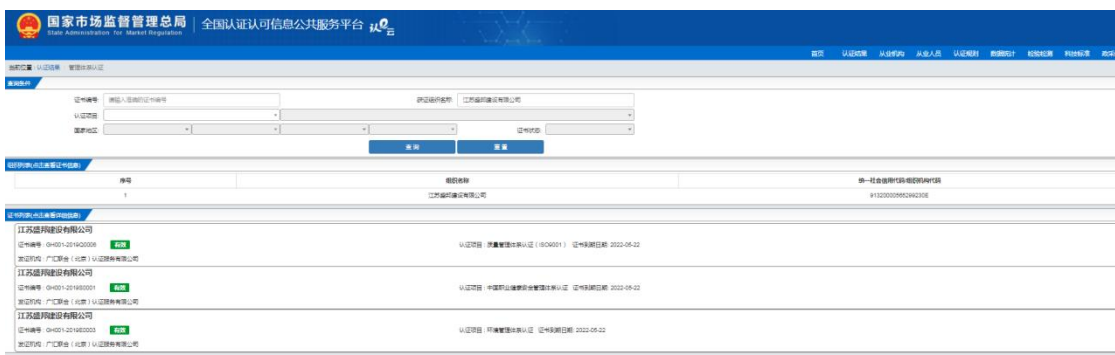 国家市场监督管理总局 全国认证认可信息公共服务平台 认e云
State Administration for Market Regulation
首页 认证结果 从业机构 从业人员 认证规则 数据统计 检验检测 科技标准
当前位置:认证结果 管理体系认证
查询条件
证书编号: 请输入准确的证书编号 获证组织名称: 江苏盛邦建设有限公司
认证项目:
国家地区: 证书状态:
查询 重置
组织列表(点击查看证书信息)
序号 组织名称 统一社会信用代码/组织机构代码
1 江苏盛邦建设有限公司
证书列表(点击查看详细信息)
江苏盛邦建设有限公司
证书编号:GH001-2019Q0006 有效 认证项目:质量管理体系认证(ISO9001) 证书到期日期: 2022-05-22
发证机构:广汇联合(北京)认证服务有限公司
江苏盛邦建设有限公司
证书编号:GH001-2019S0001 有效 认证项目:中国职业健康安全管理体系认证 证书到期日期: 2022-05-22
发证机构:广汇联合(北京)认证服务有限公司
江苏盛邦建设有限公司
证书编号:GH001-2019E0003 有效 认证项目:环境管理体系认证 证书到期日期: 2022-05-22
发证机构:广汇联合(北京)认证服务有限公司